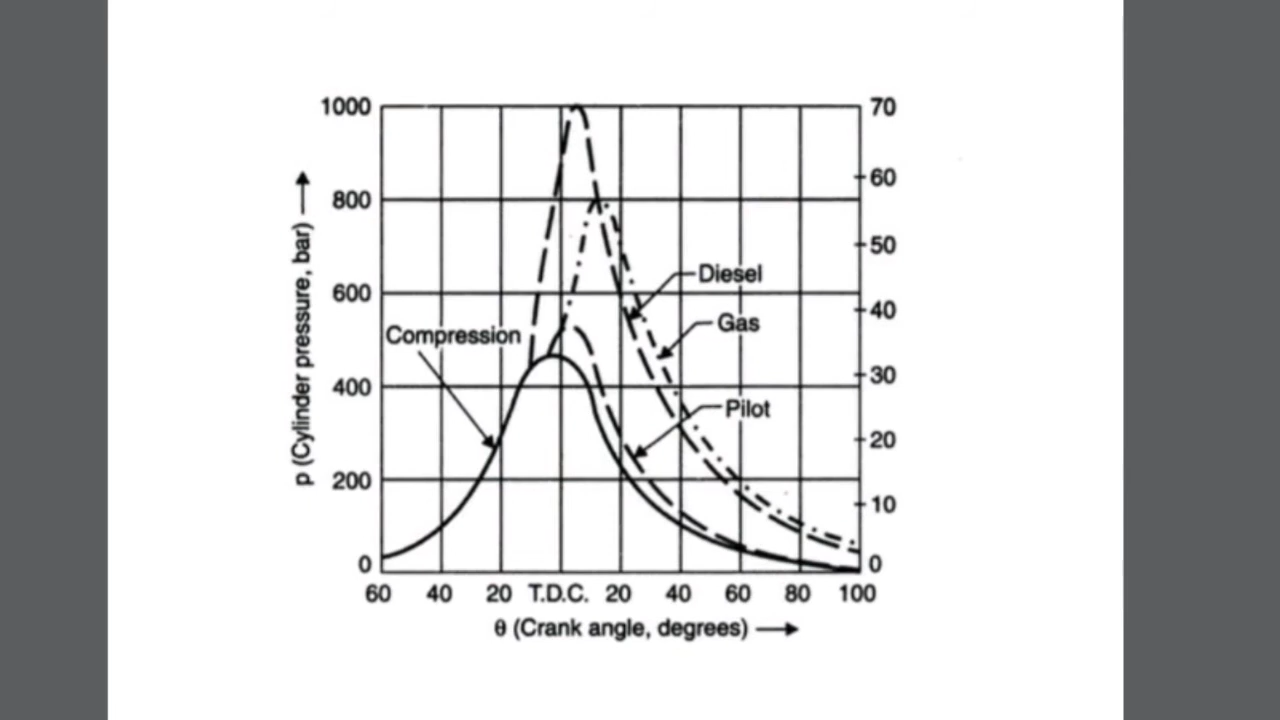 1000
800
600
400
200
0
70
60
50
40
30
20
10
0
p (Cylinder pressure, bar)
Compression
Diesel
Gas
Pilot
60 40 20 T.D.C. 20 40 60 80 100
θ (Crank angle, degrees)